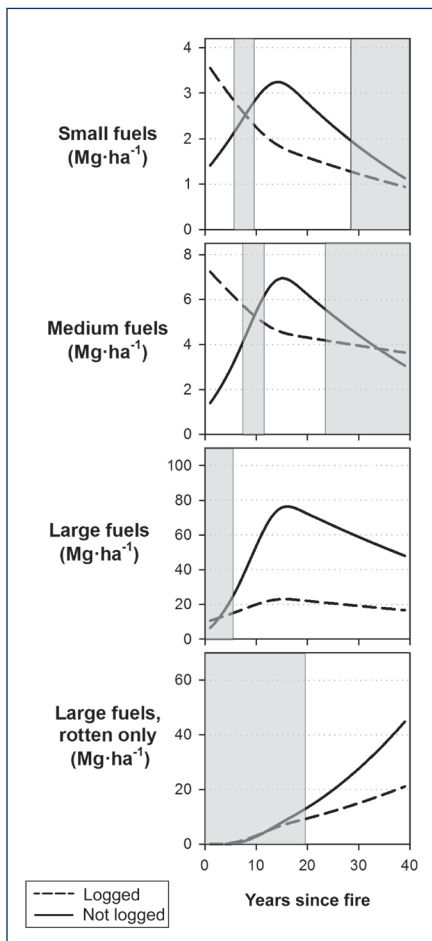 4
3
Small fuels
(Mg·ha⁻¹)
2
1
0
8
6
Medium fuels
(Mg·ha⁻¹)
4
2
0
100
80
Large fuels
(Mg·ha⁻¹)
60
40
20
0
60
Large fuels,
rotten only
(Mg·ha⁻¹)
40
20
0
0 10 20 30 40
Years since fire
Logged
Not logged